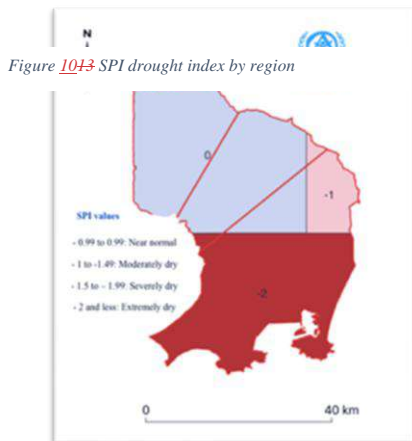 N
Figure 1013 SPI drought index by region
0
-1
SPI values
- 0.99 to 0.99: Near normal
- 1 to -1.49: Moderately dry
- 1.5 to – 1.99: Severely dry
-2
- 2 and less: Extremely dry
0 40 km